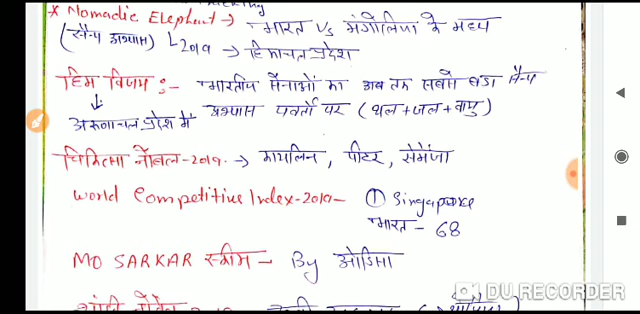 * Nomadic Elephant → भारत VS मंगोलिया के मध्य
(सैन्य अभ्यास) 2019 → हिमाचल प्रदेश
हिम विजय :- भारतीय सेनाओं का अब तक सबसे बडा सैन्य
अरूणाचल प्रदेश में अभ्यास पर्वतों पर (थल+जल+वायु)
चिकित्सा नोबेल-2019 → वायलिन, पीटर, सेमेंजा
World Competitive Index-2019- ① Singapore
भारत - 68
MO SARKAR स्कीम - By ओडिसा
DU RECORDER